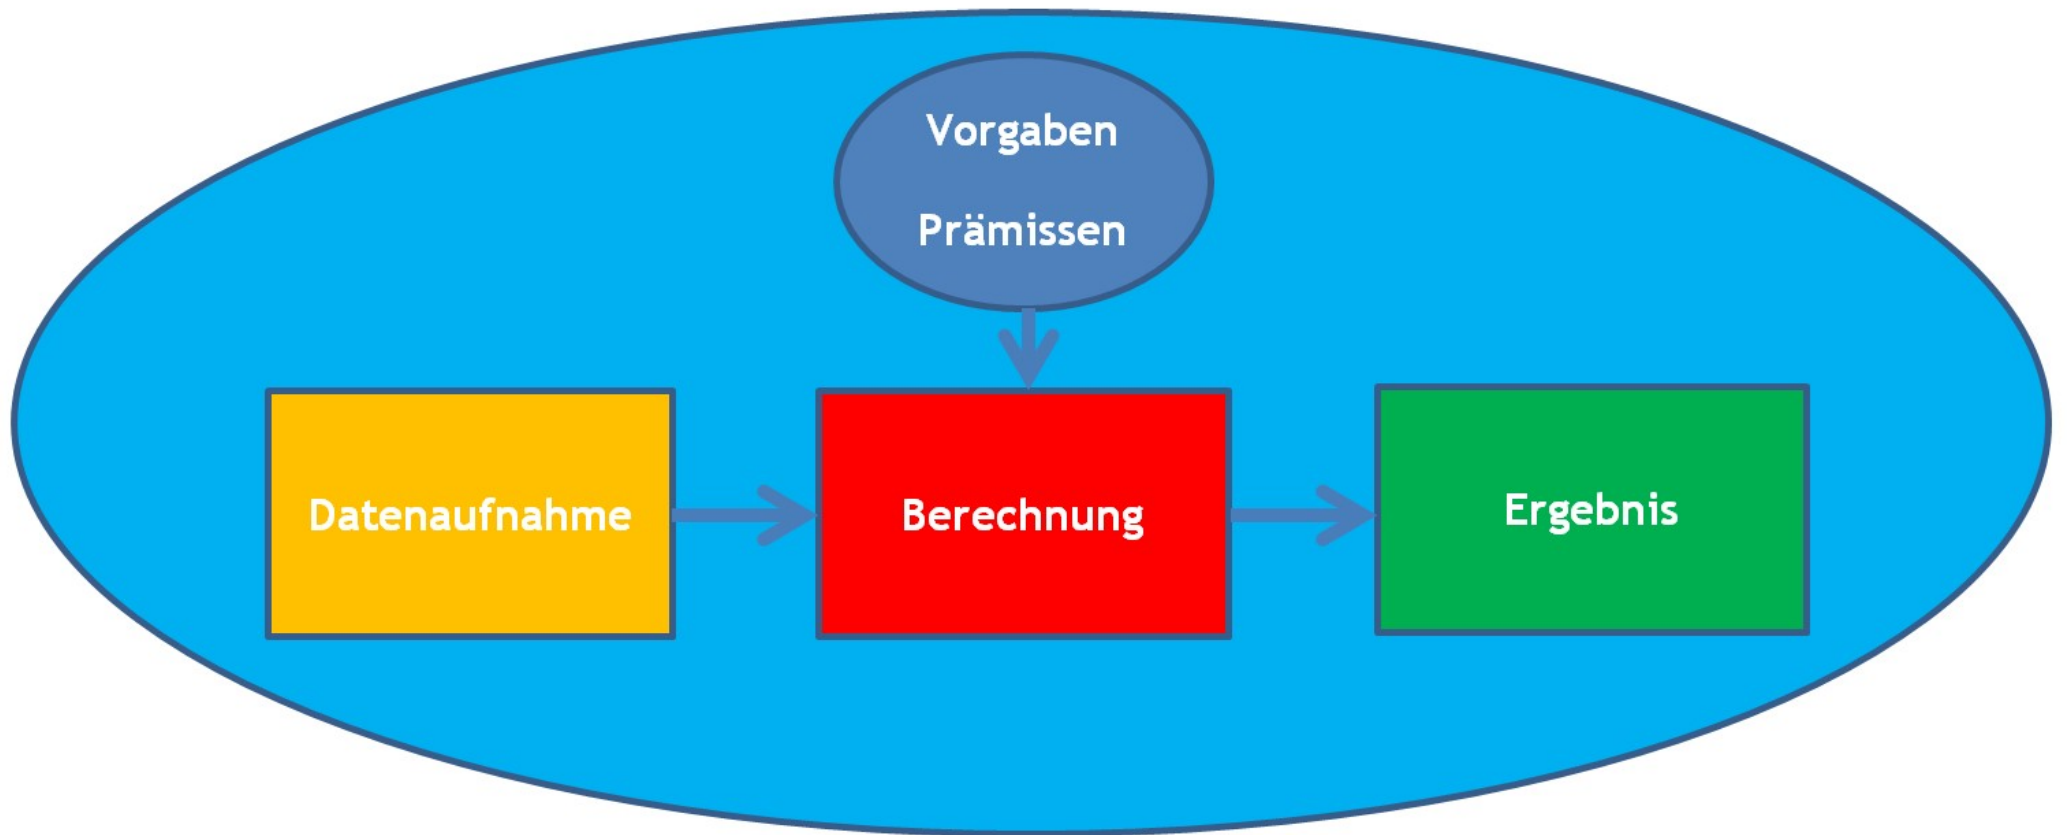 Vorgaben
Prämissen
Datenaufnahme
Berechnung
Ergebnis